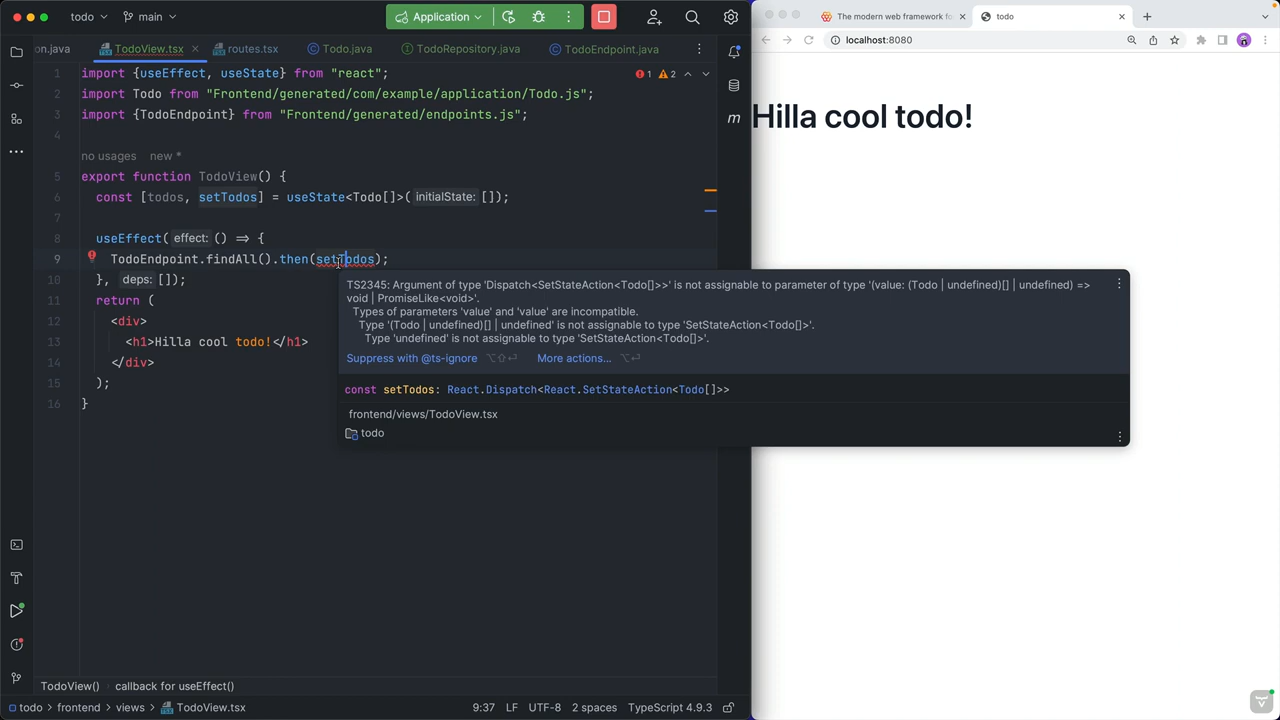 todo
main
Application
on.java
TodoView.tsx
routes.tsx
Todo.java
TodoRepository.java
TodoEndpoint.java
1 import {useEffect, useState} from "react";
1 2
2 import Todo from "Frontend/generated/com/example/application/Todo.js";
3 import {TodoEndpoint} from "Frontend/generated/endpoints.js";
4
no usages new *
5 export function TodoView() {
6 const [todos, setTodos] = useState<Todo[]>( initialState: []);
7
8 useEffect( effect: () => {
9 TodoEndpoint.findAll().then(setTodos);
10 }, deps: []);
11 return (
12 <div>
13 <h1>Hilla cool todo!</h1>
14 </div>
15 );
16 }
TS2345: Argument of type 'Dispatch<SetStateAction<Todo[]>>' is not assignable to parameter of type '(value: (Todo | undefined)[] | undefined) =>
void | PromiseLike<void>'.
Types of parameters 'value' and 'value' are incompatible.
Type '(Todo | undefined)[] | undefined' is not assignable to type 'SetStateAction<Todo[]>'.
Type 'undefined' is not assignable to type 'SetStateAction<Todo[]>'.
Suppress with @ts-ignore ⌥⇧⏎ More actions... ⌥⏎
const setTodos: React.Dispatch<React.SetStateAction<Todo[]>>
frontend/views/TodoView.tsx
todo
TodoView() callback for useEffect()
todo > frontend > views > TodoView.tsx
9:37 LF UTF-8 2 spaces TypeScript 4.9.3
m
The modern web framework fo
todo
localhost:8080
Hilla cool todo!